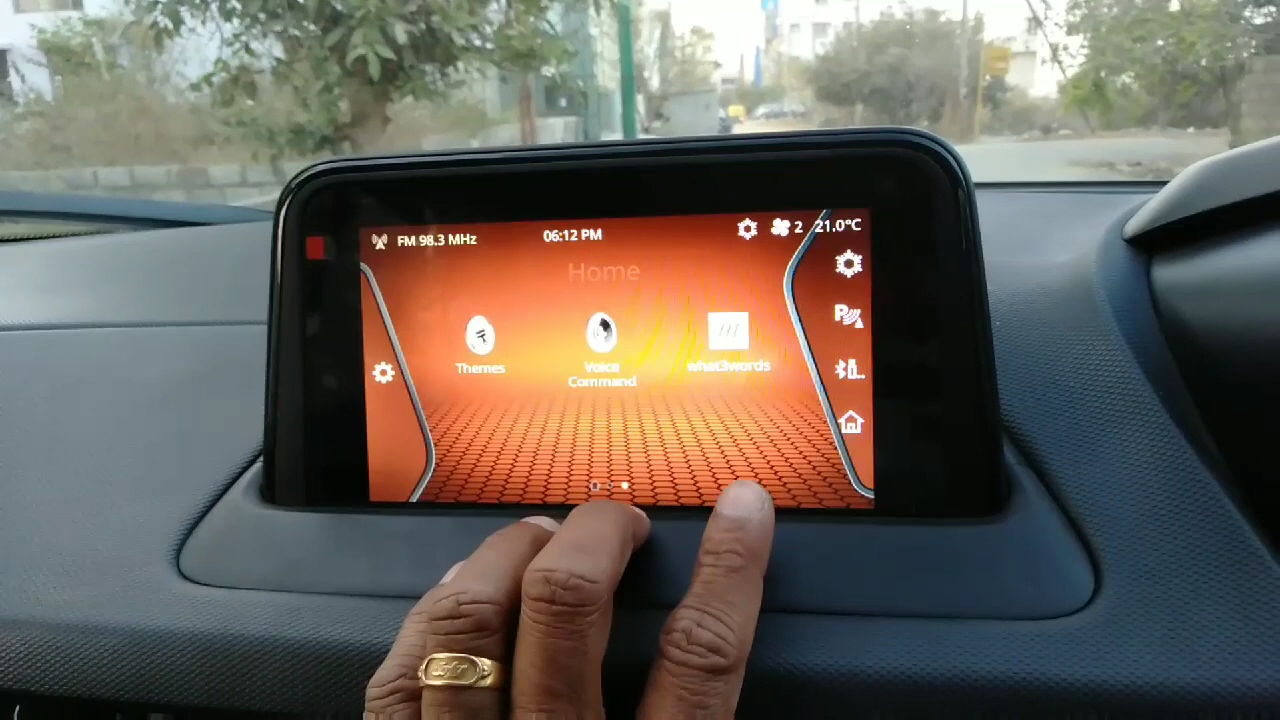 FM 98.3 MHz
06:12 PM
2
21.0°C
Home
Themes
Voice
Command
what3words
P